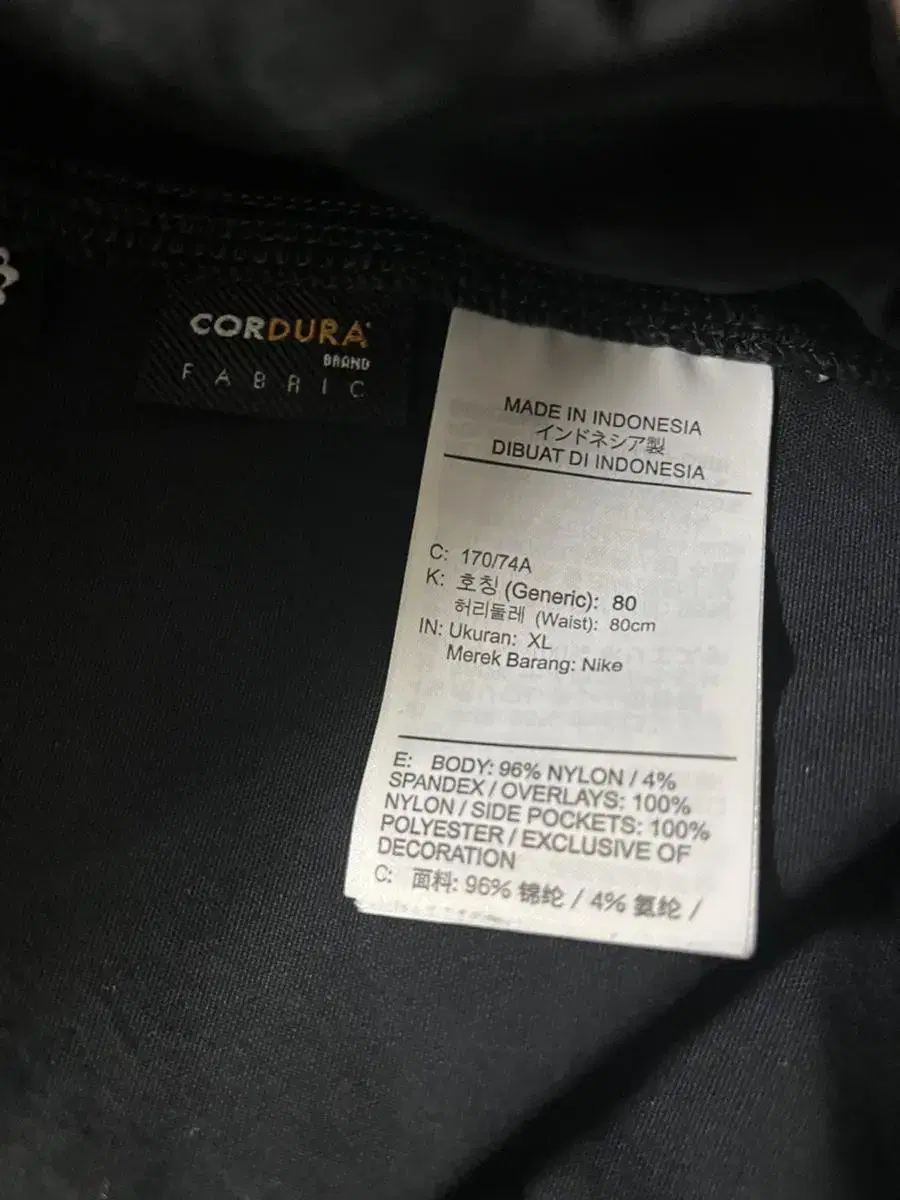 CORDURA
BRAND
FABRIC
MADE IN INDONESIA
インドネシア製
DIBUAT DI INDONESIA
C: 170/74A
K: 호칭 (Generic): 80
허리둘레 (Waist): 80cm
IN: Ukuran: XL
Merek Barang: Nike
E: BODY: 96% NYLON / 4%
SPANDEX / OVERLAYS: 100%
NYLON / SIDE POCKETS: 100%
POLYESTER / EXCLUSIVE OF
DECORATION
C: 面料: 96% 锦纶 / 4% 氨纶 /